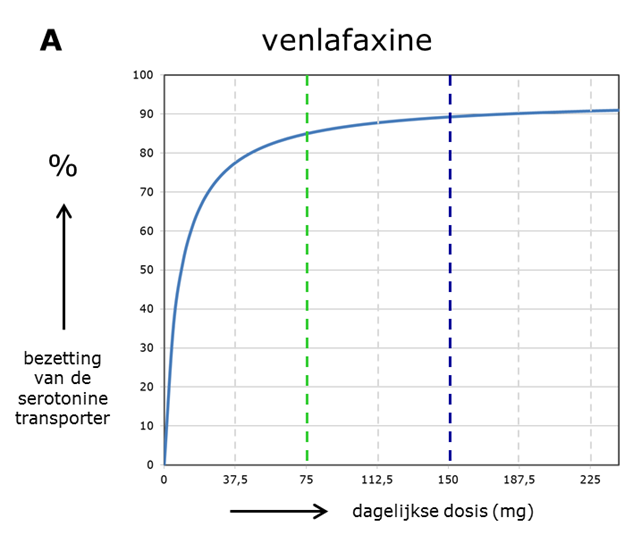 A
venlafaxine
%
bezetting
van de
serotonine
transporter
100
90
80
70
60
50
40
30
20
10
0
0 37,5 75 112,5 150 187,5 225
dagelijkse dosis (mg)